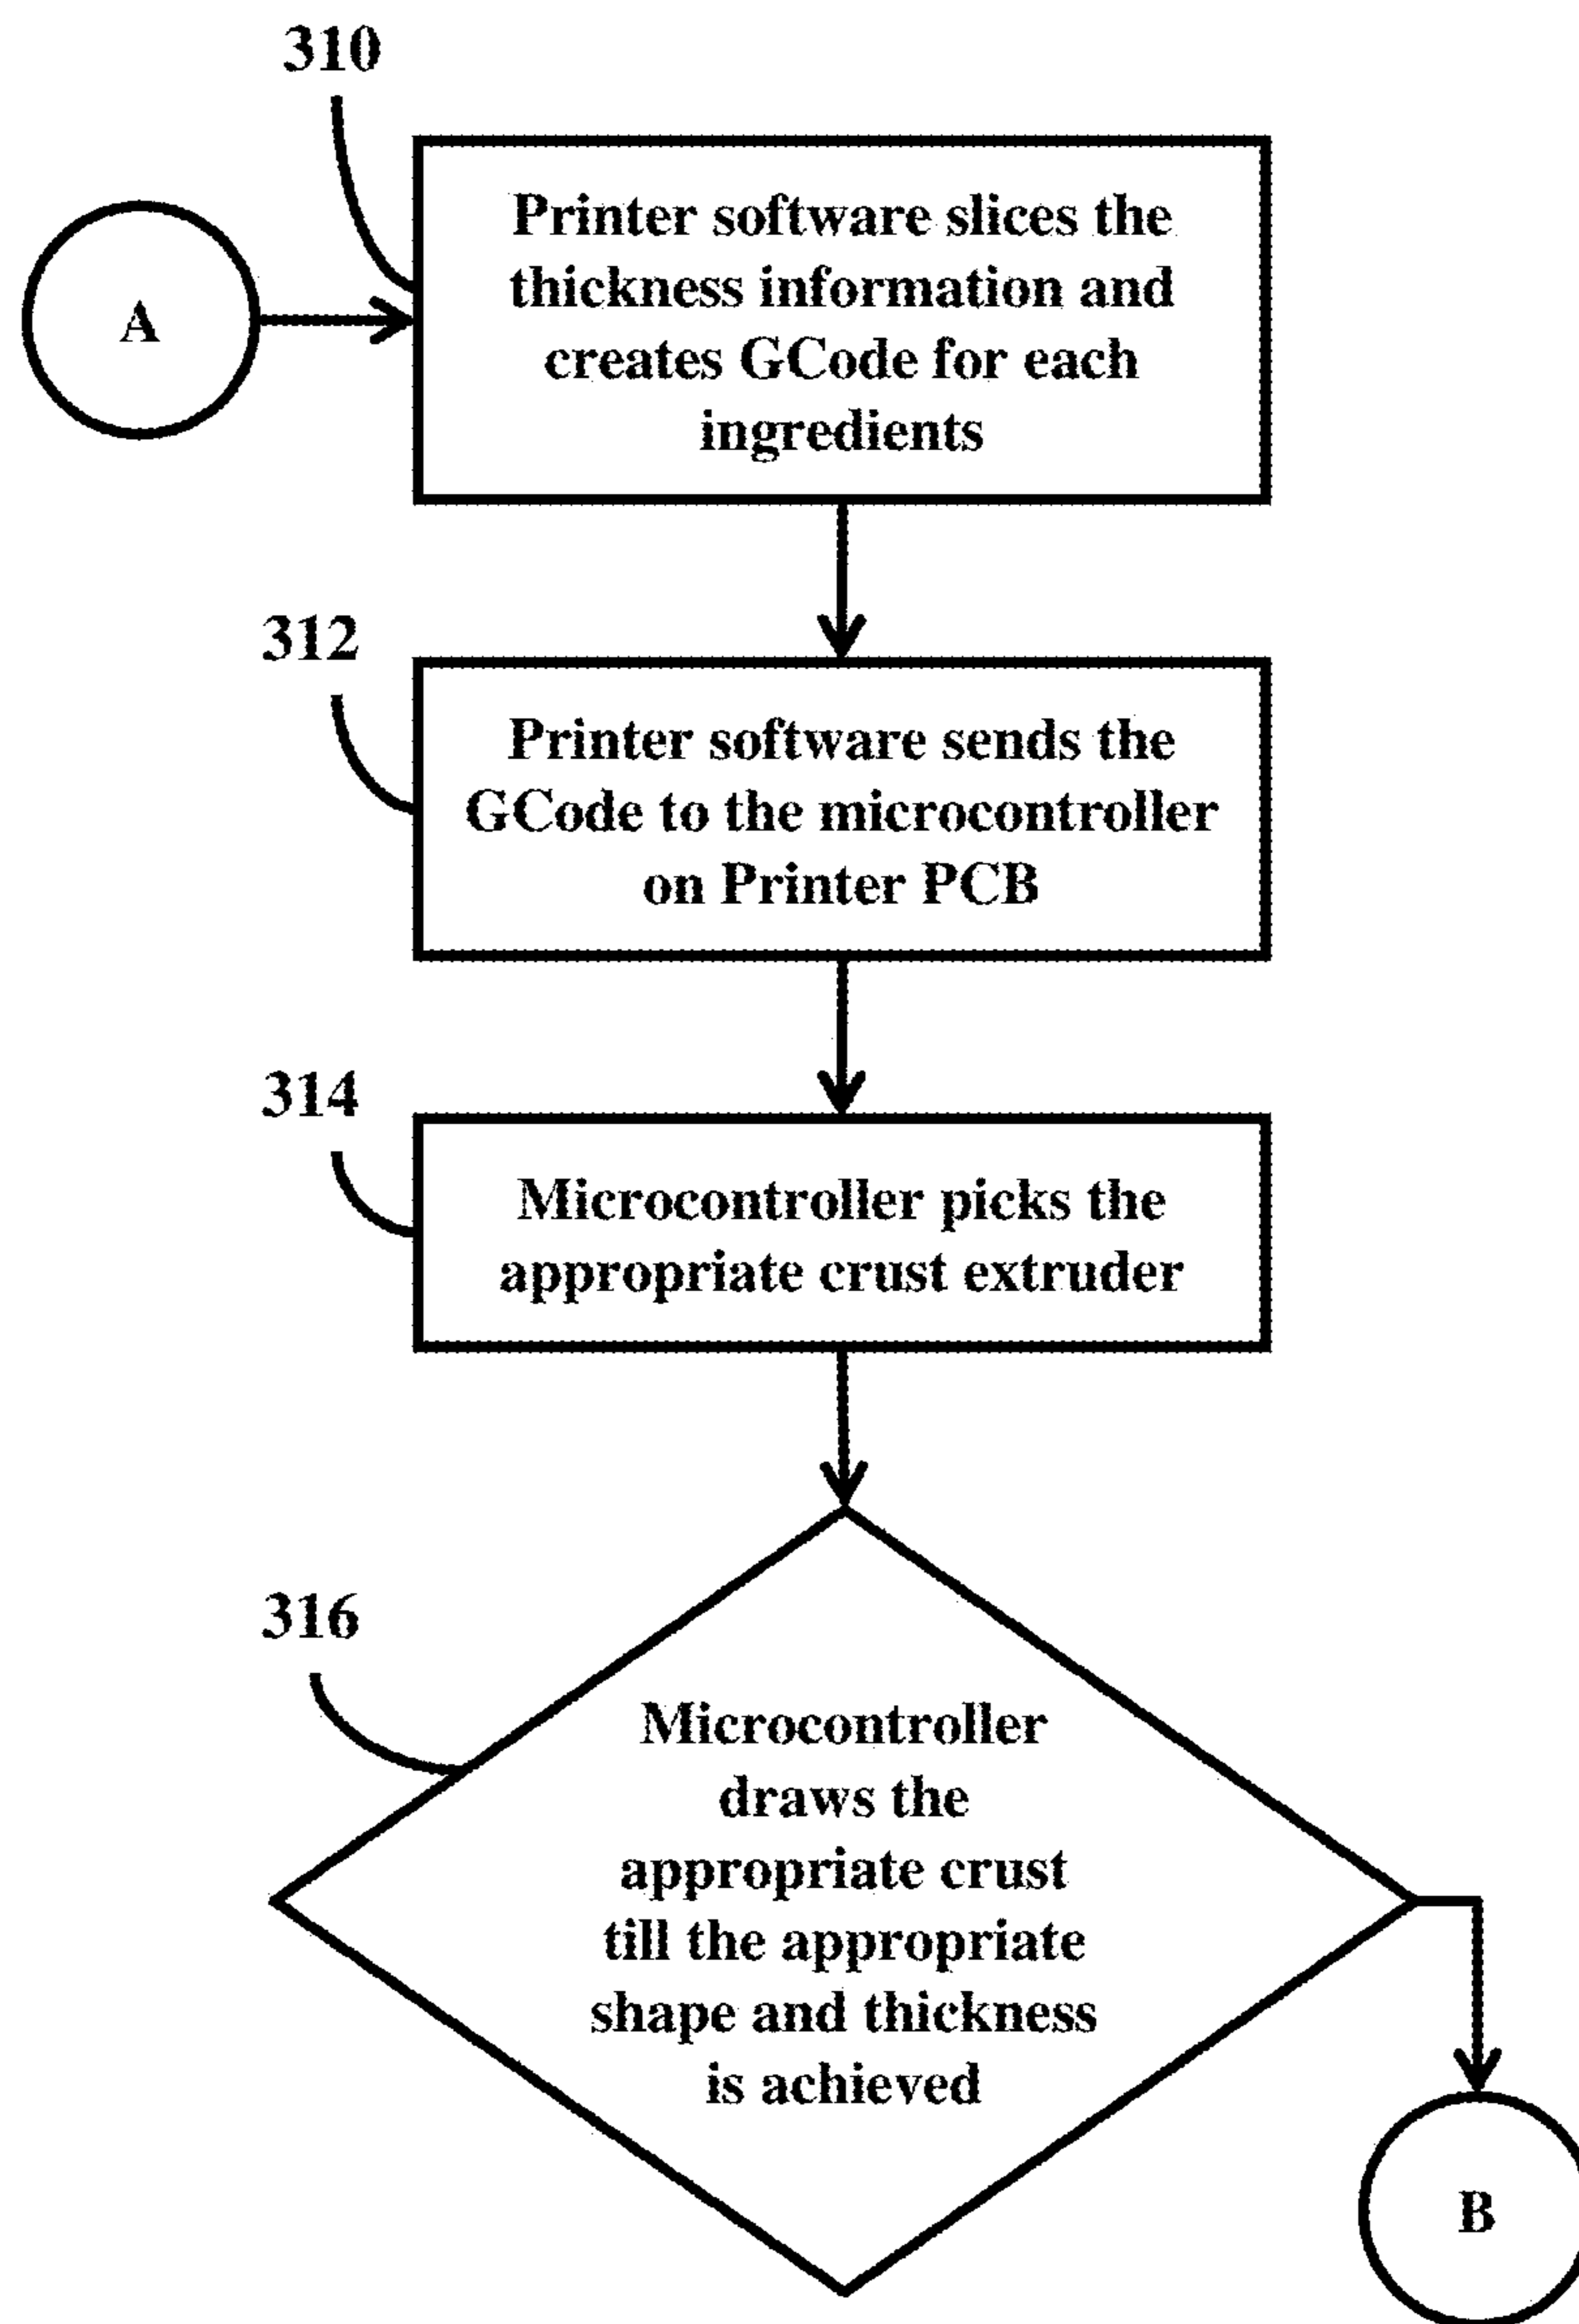 310
A
Printer software slices the
thickness information and
creates GCode for each
ingredients
312
Printer software sends the
GCode to the microcontroller
on Printer PCB
314
Microcontroller picks the
appropriate crust extruder
316
Microcontroller
draws the
appropriate crust
till the appropriate
shape and thickness
is achieved
B